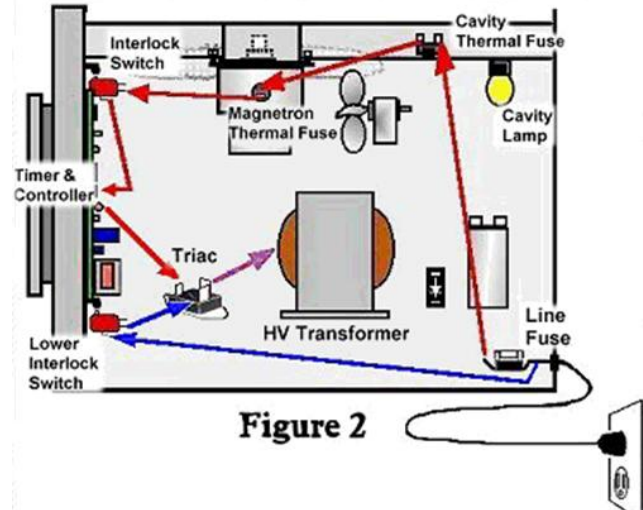 Interlock
Switch
Cavity
Thermal Fuse
Magnetron
Thermal Fuse
Cavity
Lamp
Timer &
Controller
Triac
HV Transformer
Line
Fuse
Lower
Interlock
Switch
Figure 2